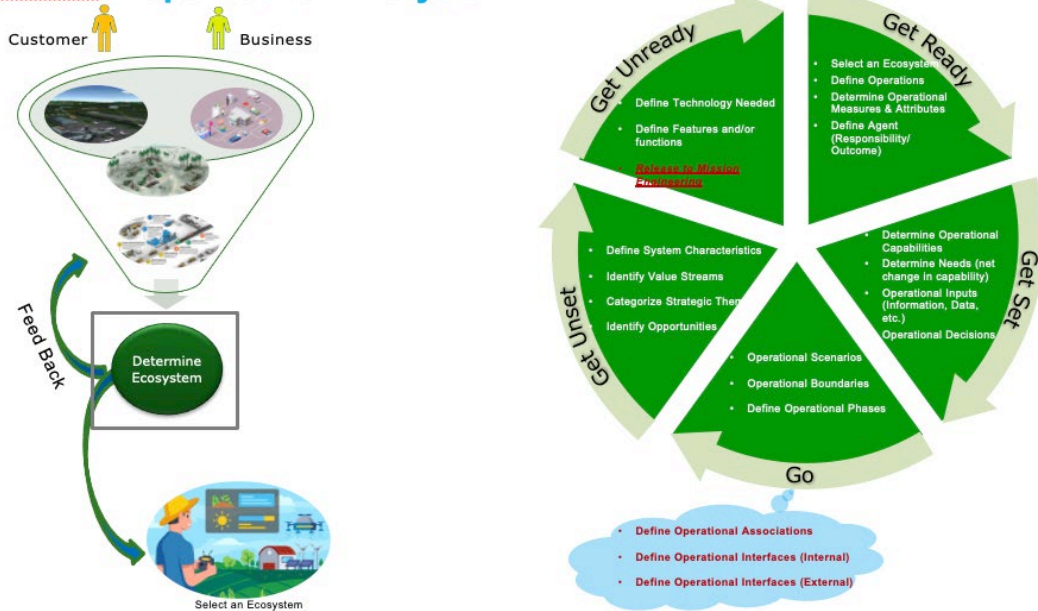 Customer
Business
Feed Back
Determine
Ecosystem
Select an Ecosystem
Get Unready
• Define Technology Needed
• Define Features and/or
functions
• Release to Mission
Engineering
Get Ready
• Select an Ecosystem
• Define Operations
• Determine Operational
Measures & Attributes
• Define Agent
(Responsibility/
Outcome)
Get Set
• Determine Operational
Capabilities
• Determine Needs (net
change in capability)
• Operational Inputs
(Information, Data,
etc.)
Operational Decisions
Go
• Operational Scenarios
• Operational Boundaries
• Define Operational Phases
Get Unset
• Define System Characteristics
• Identify Value Streams
• Categorize Strategic
• Identify Opportunities
• Define Operational Associations
• Define Operational Interfaces (Internal)
• Define Operational Interfaces (External)